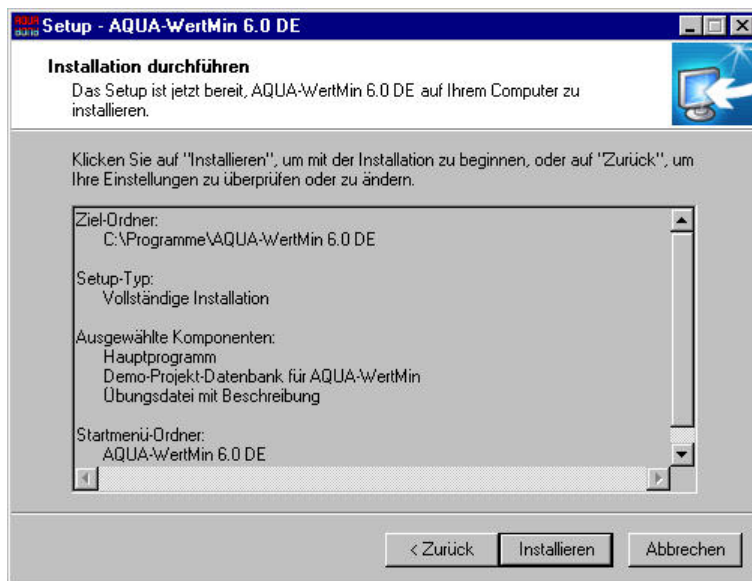 Setup - AQUA-WertMin 6.0 DE
Installation durchführen
Das Setup ist jetzt bereit, AQUA-WertMin 6.0 DE auf Ihrem Computer zu
installieren.
Klicken Sie auf "Installieren", um mit der Installation zu beginnen, oder auf "Zurück", um
Ihre Einstellungen zu überprüfen oder zu ändern.
Ziel-Ordner:
C:\Programme\AQUA-WertMin 6.0 DE
Setup-Typ:
Vollständige Installation
Ausgewählte Komponenten:
Hauptprogramm
Demo-Projekt-Datenbank für AQUA-WertMin
Übungsdatei mit Beschreibung
Startmenü-Ordner:
AQUA-WertMin 6.0 DE
< Zurück
Installieren
Abbrechen